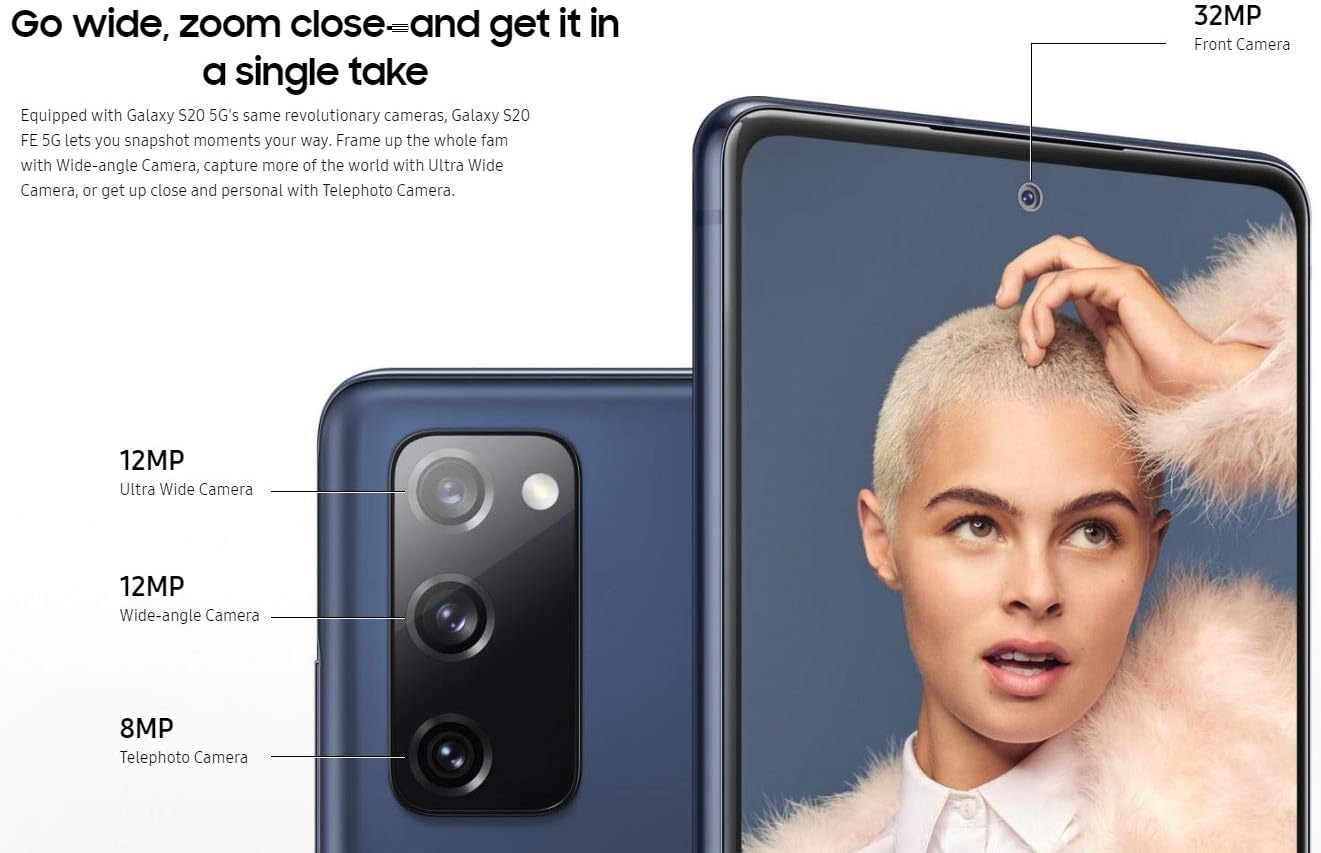 Go wide, zoom close—and get it in
a single take
Equipped with Galaxy S20 5G's same revolutionary cameras, Galaxy S20
FE 5G lets you snapshot moments your way. Frame up the whole fam
with Wide-angle Camera, capture more of the world with Ultra Wide
Camera, or get up close and personal with Telephoto Camera.
32MP
Front Camera
12MP
Ultra Wide Camera
12MP
Wide-angle Camera
8MP
Telephoto Camera